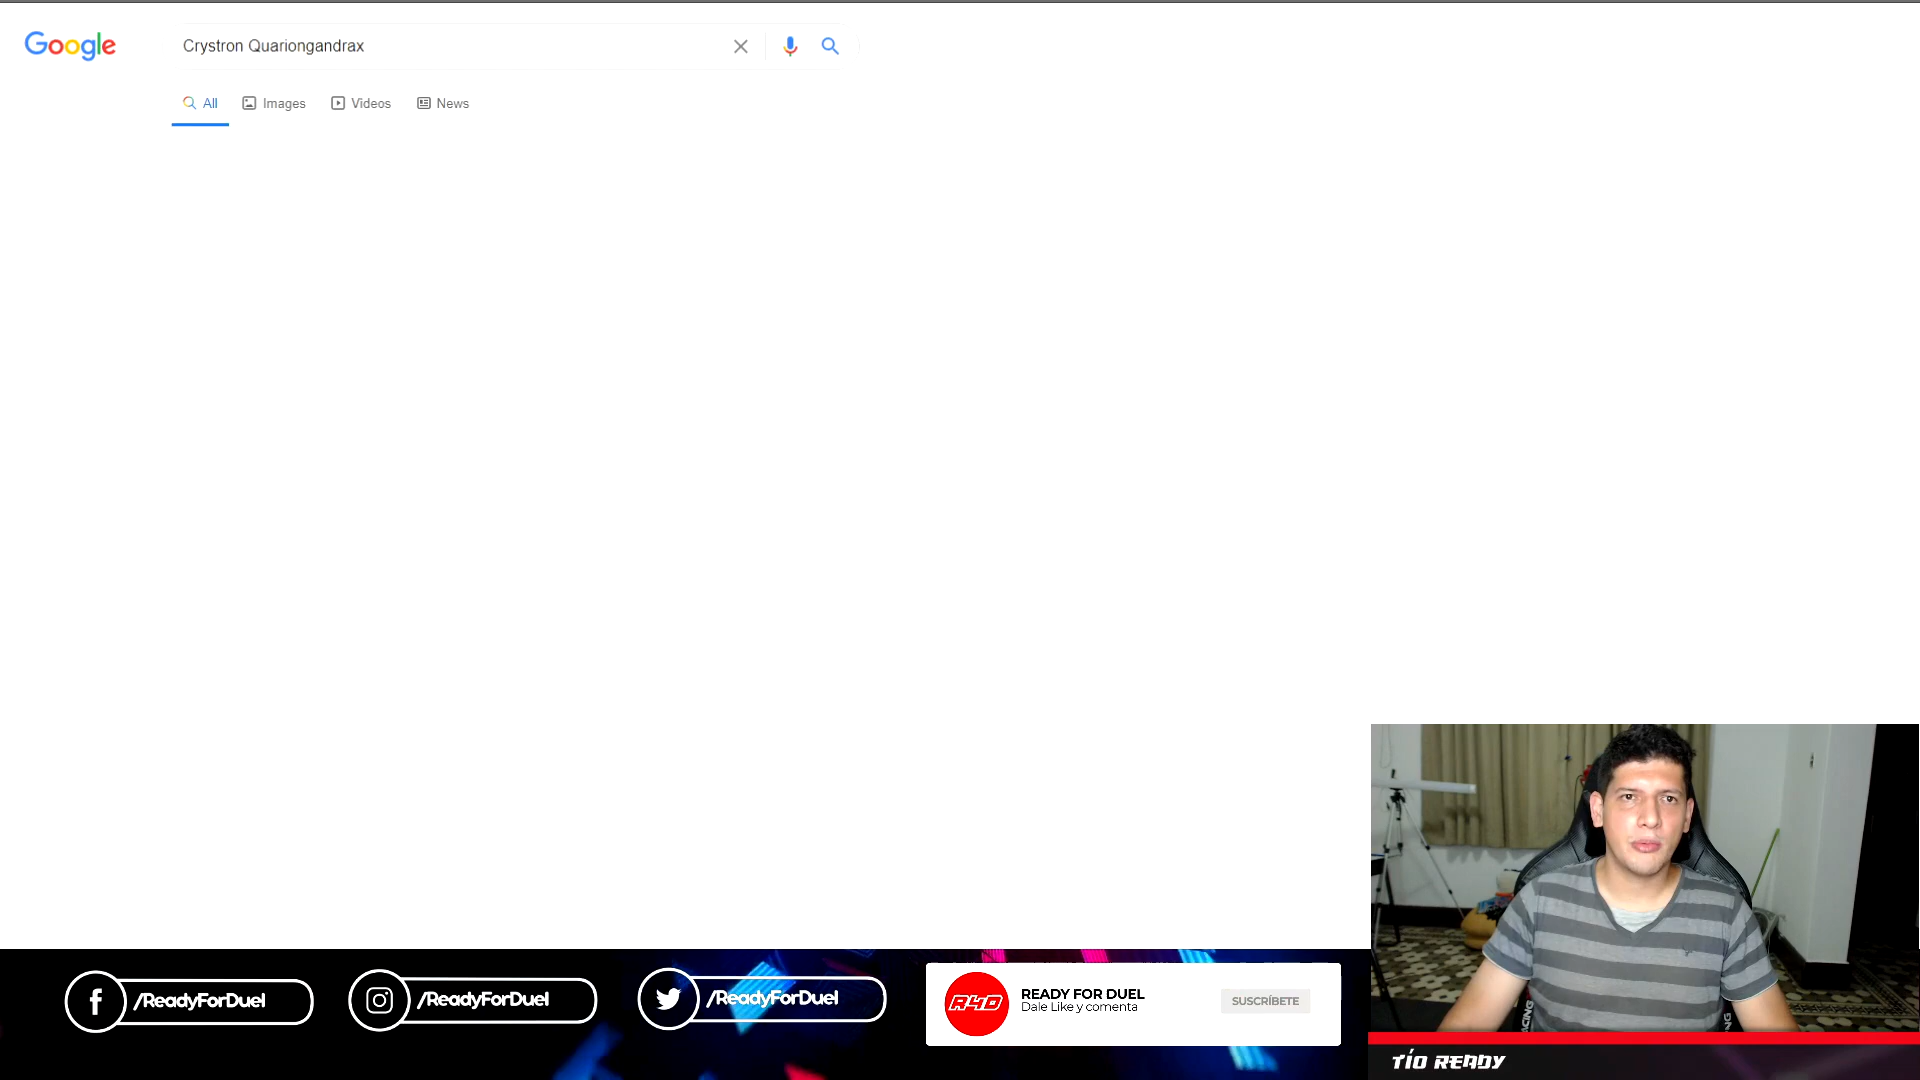 Google
Crystron Quariongandrax
All
Images
Videos
News
/ReadyForDuel
/ReadyForDuel
/ReadyForDuel
R4D
READY FOR DUEL
Dale Like y comenta
SUSCRÍBETE
TÍO READY